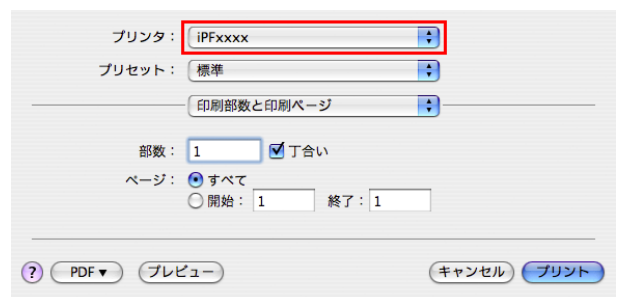 プリンタ： iPFxxxx
プリセット： 標準
印刷部数と印刷ページ
部数： 1 丁合い
ページ： すべて
開始： 1 終了： 1
? PDF▼ プレビュー キャンセル プリント